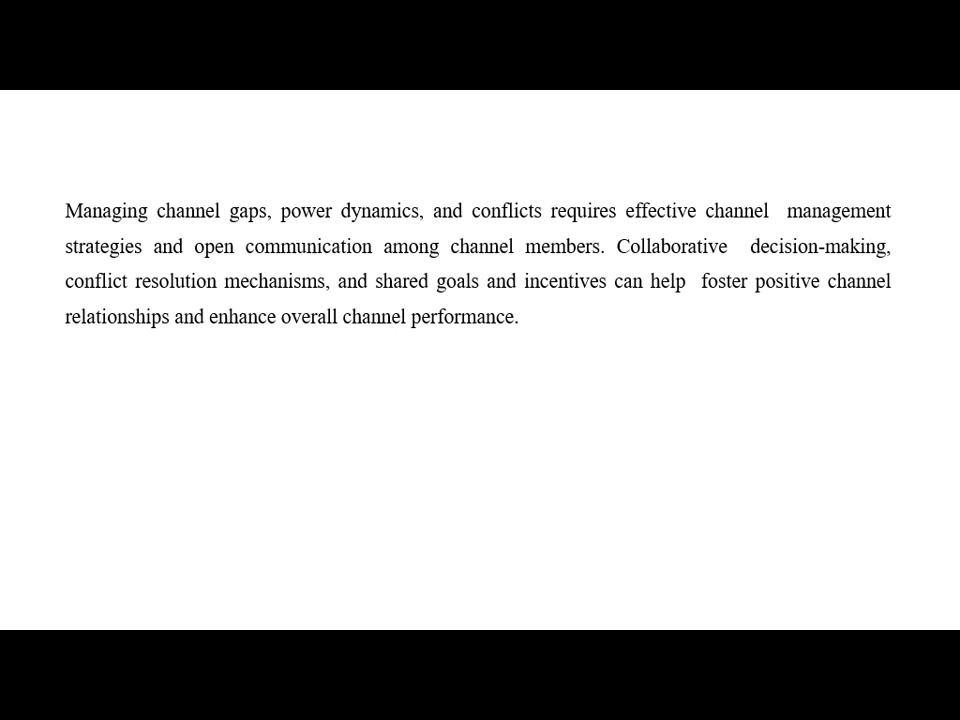 Managing channel gaps, power dynamics, and conflicts requires effective channel management
strategies and open communication among channel members. Collaborative decision-making,
conflict resolution mechanisms, and shared goals and incentives can help foster positive channel
relationships and enhance overall channel performance.